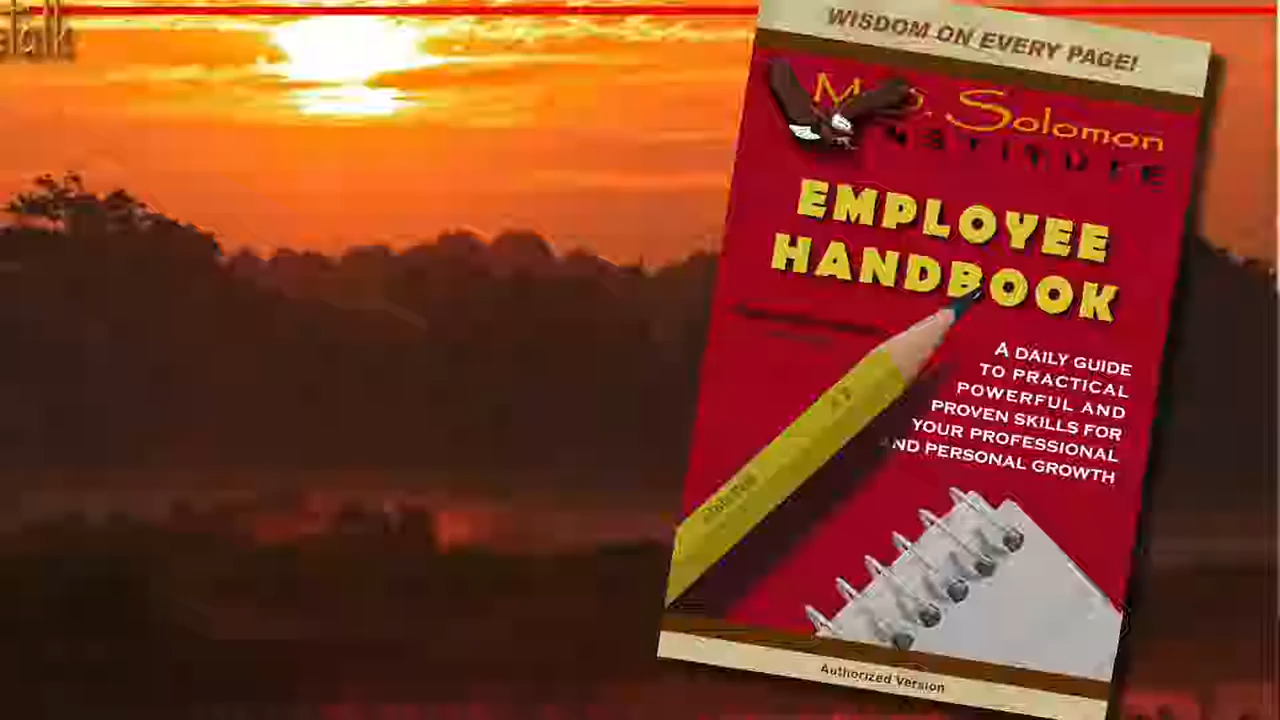 WISDOM ON EVERY PAGE!
Solomon
EMPLOYEE
HANDBOOK
A DAILY GUIDE
TO PRACTICAL
POWERFUL AND
PROVEN SKILLS FOR
YOUR PROFESSIONAL
AND PERSONAL GROWTH
Authorized Version